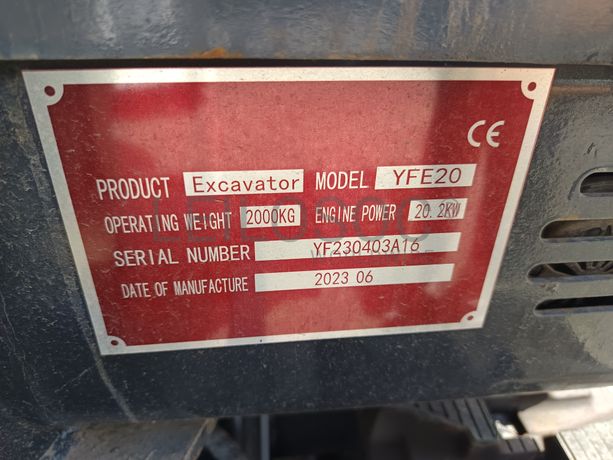 CE
PRODUCT Excavator MODEL YFE20
OPERATING WEIGHT 2000KG ENGINE POWER 20.2KW
SERIAL NUMBER YF230403A16
DATE OF MANUFACTURE 2023 06